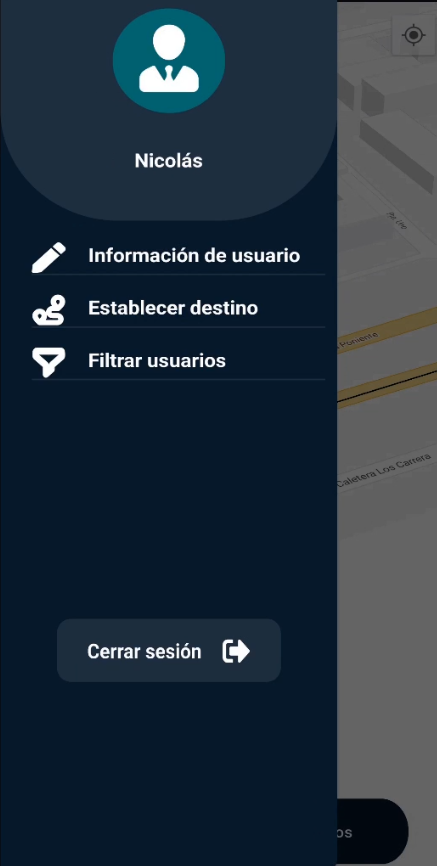 Nicolás
Información de usuario
Establecer destino
Filtrar usuarios
Poniente
Caletera Los Carrera
Cerrar sesión
os